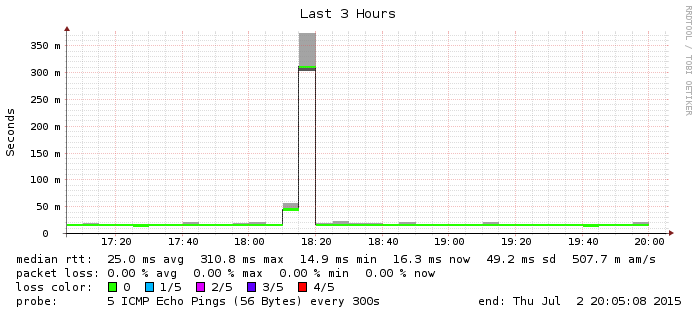 Last 3 Hours
RRDTOOL / TOBI OETIKER
Seconds
350 m
300 m
250 m
200 m
150 m
100 m
50 m
0
17:20 17:40 18:00 18:20 18:40 19:00 19:20 19:40 20:00
median rtt: 25.0 ms avg 310.8 ms max 14.9 ms min 16.3 ms now 49.2 ms sd 507.7 m am/s
packet loss: 0.00 % avg 0.00 % max 0.00 % min 0.00 % now
loss color: 0 1/5 2/5 3/5 4/5
probe: 5 ICMP Echo Pings (56 Bytes) every 300s end: Thu Jul 2 20:05:08 2015